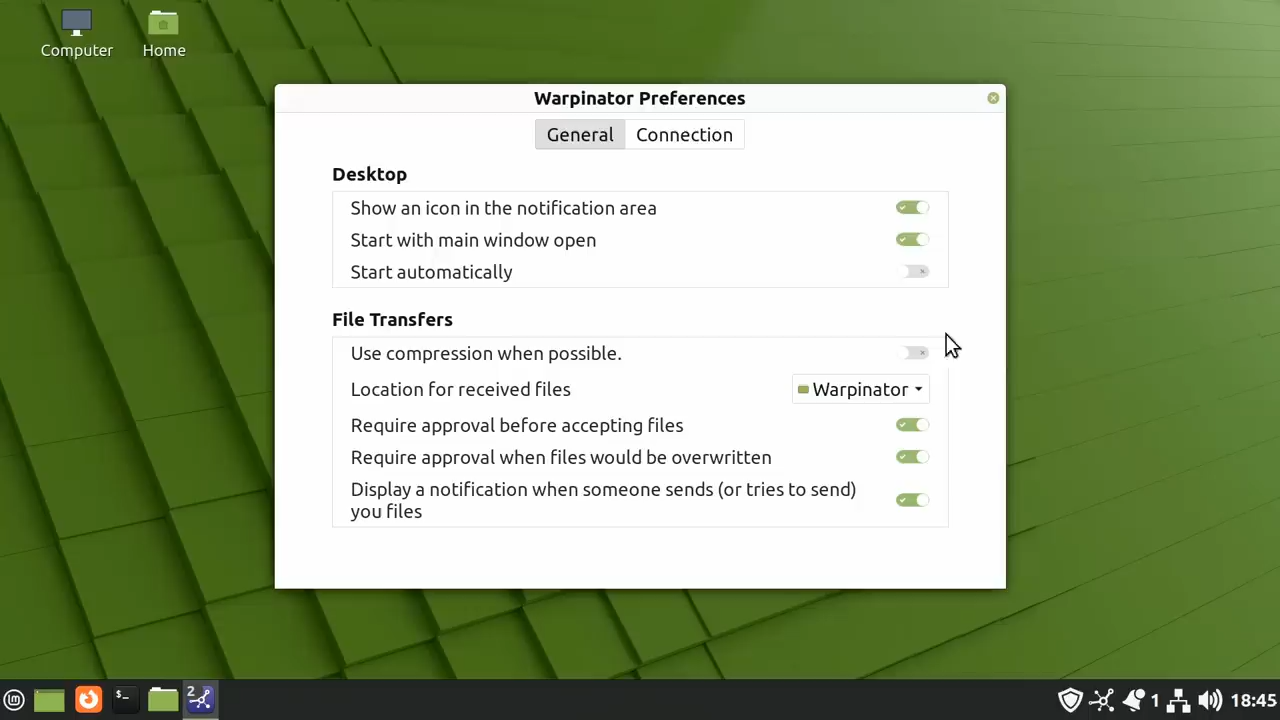 Computer
Home
Warpinator Preferences
General
Connection
Desktop
Show an icon in the notification area
Start with main window open
Start automatically
File Transfers
Use compression when possible.
Location for received files
Warpinator
Require approval before accepting files
Require approval when files would be overwritten
Display a notification when someone sends (or tries to send)
you files
2
1
18:45